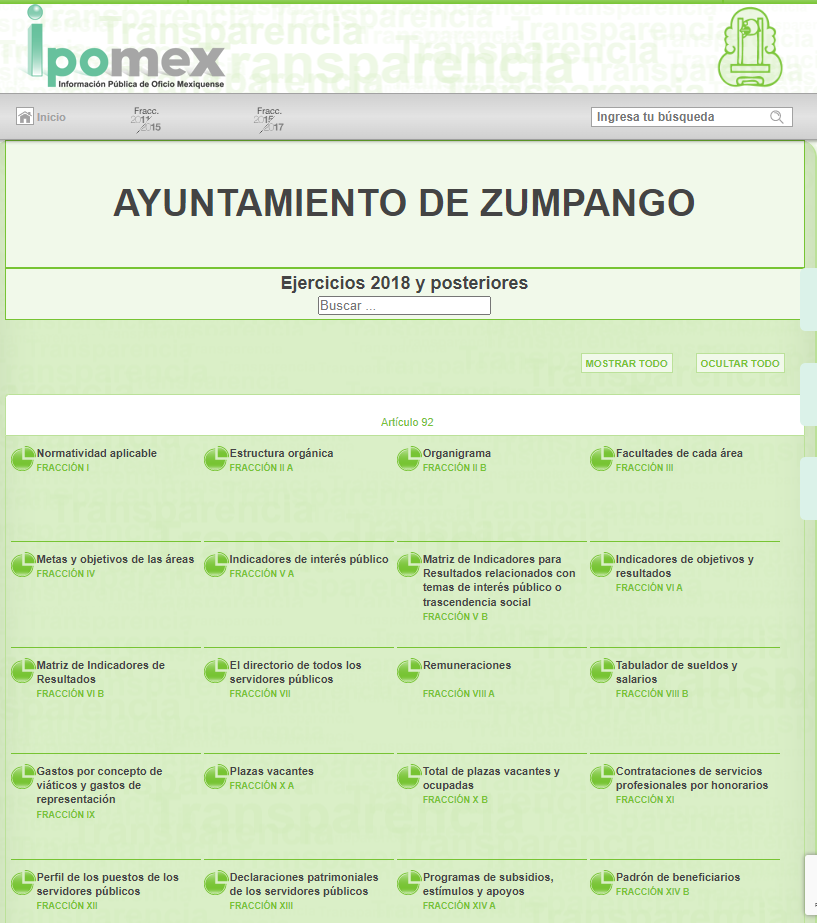 ipomex
Información Pública de Oficio Mexiquense
Inicio
Fracc.
2015
Fracc.
2017
Ingresa tu búsqueda
AYUNTAMIENTO DE ZUMPANGO
Ejercicios 2018 y posteriores
Buscar ...
MOSTRAR TODO
OCULTAR TODO
Artículo 92
Normatividad aplicable
FRACCIÓN I
Estructura orgánica
FRACCIÓN II A
Organigrama
FRACCIÓN II B
Facultades de cada área
FRACCIÓN III
Metas y objetivos de las áreas
FRACCIÓN IV
Indicadores de interés público
FRACCIÓN V A
Matriz de Indicadores para
Resultados relacionados con
temas de interés público o
trascendencia social
FRACCIÓN V B
Indicadores de objetivos y
resultados
FRACCIÓN VI A
Matriz de Indicadores de
Resultados
FRACCIÓN VI B
El directorio de todos los
servidores públicos
FRACCIÓN VII
Remuneraciones
FRACCIÓN VIII A
Tabulador de sueldos y
salarios
FRACCIÓN VIII B
Gastos por concepto de
viáticos y gastos de
representación
FRACCIÓN IX
Plazas vacantes
FRACCIÓN X A
Total de plazas vacantes y
ocupadas
FRACCIÓN X B
Contrataciones de servicios
profesionales por honorarios
FRACCIÓN XI
Perfil de los puestos de los
servidores públicos
FRACCIÓN XII
Declaraciones patrimoniales
de los servidores públicos
FRACCIÓN XIII
Programas de subsidios,
estímulos y apoyos
FRACCIÓN XIV A
Padrón de beneficiarios
FRACCIÓN XIV B